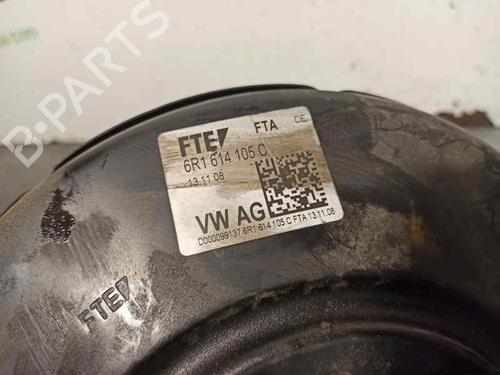 FTE FTA DE
6R1 614 105 C
13.11.08
VW AG
D000099137 6R1 614 105 C FTA 13.11.08
FTE
B PARTS